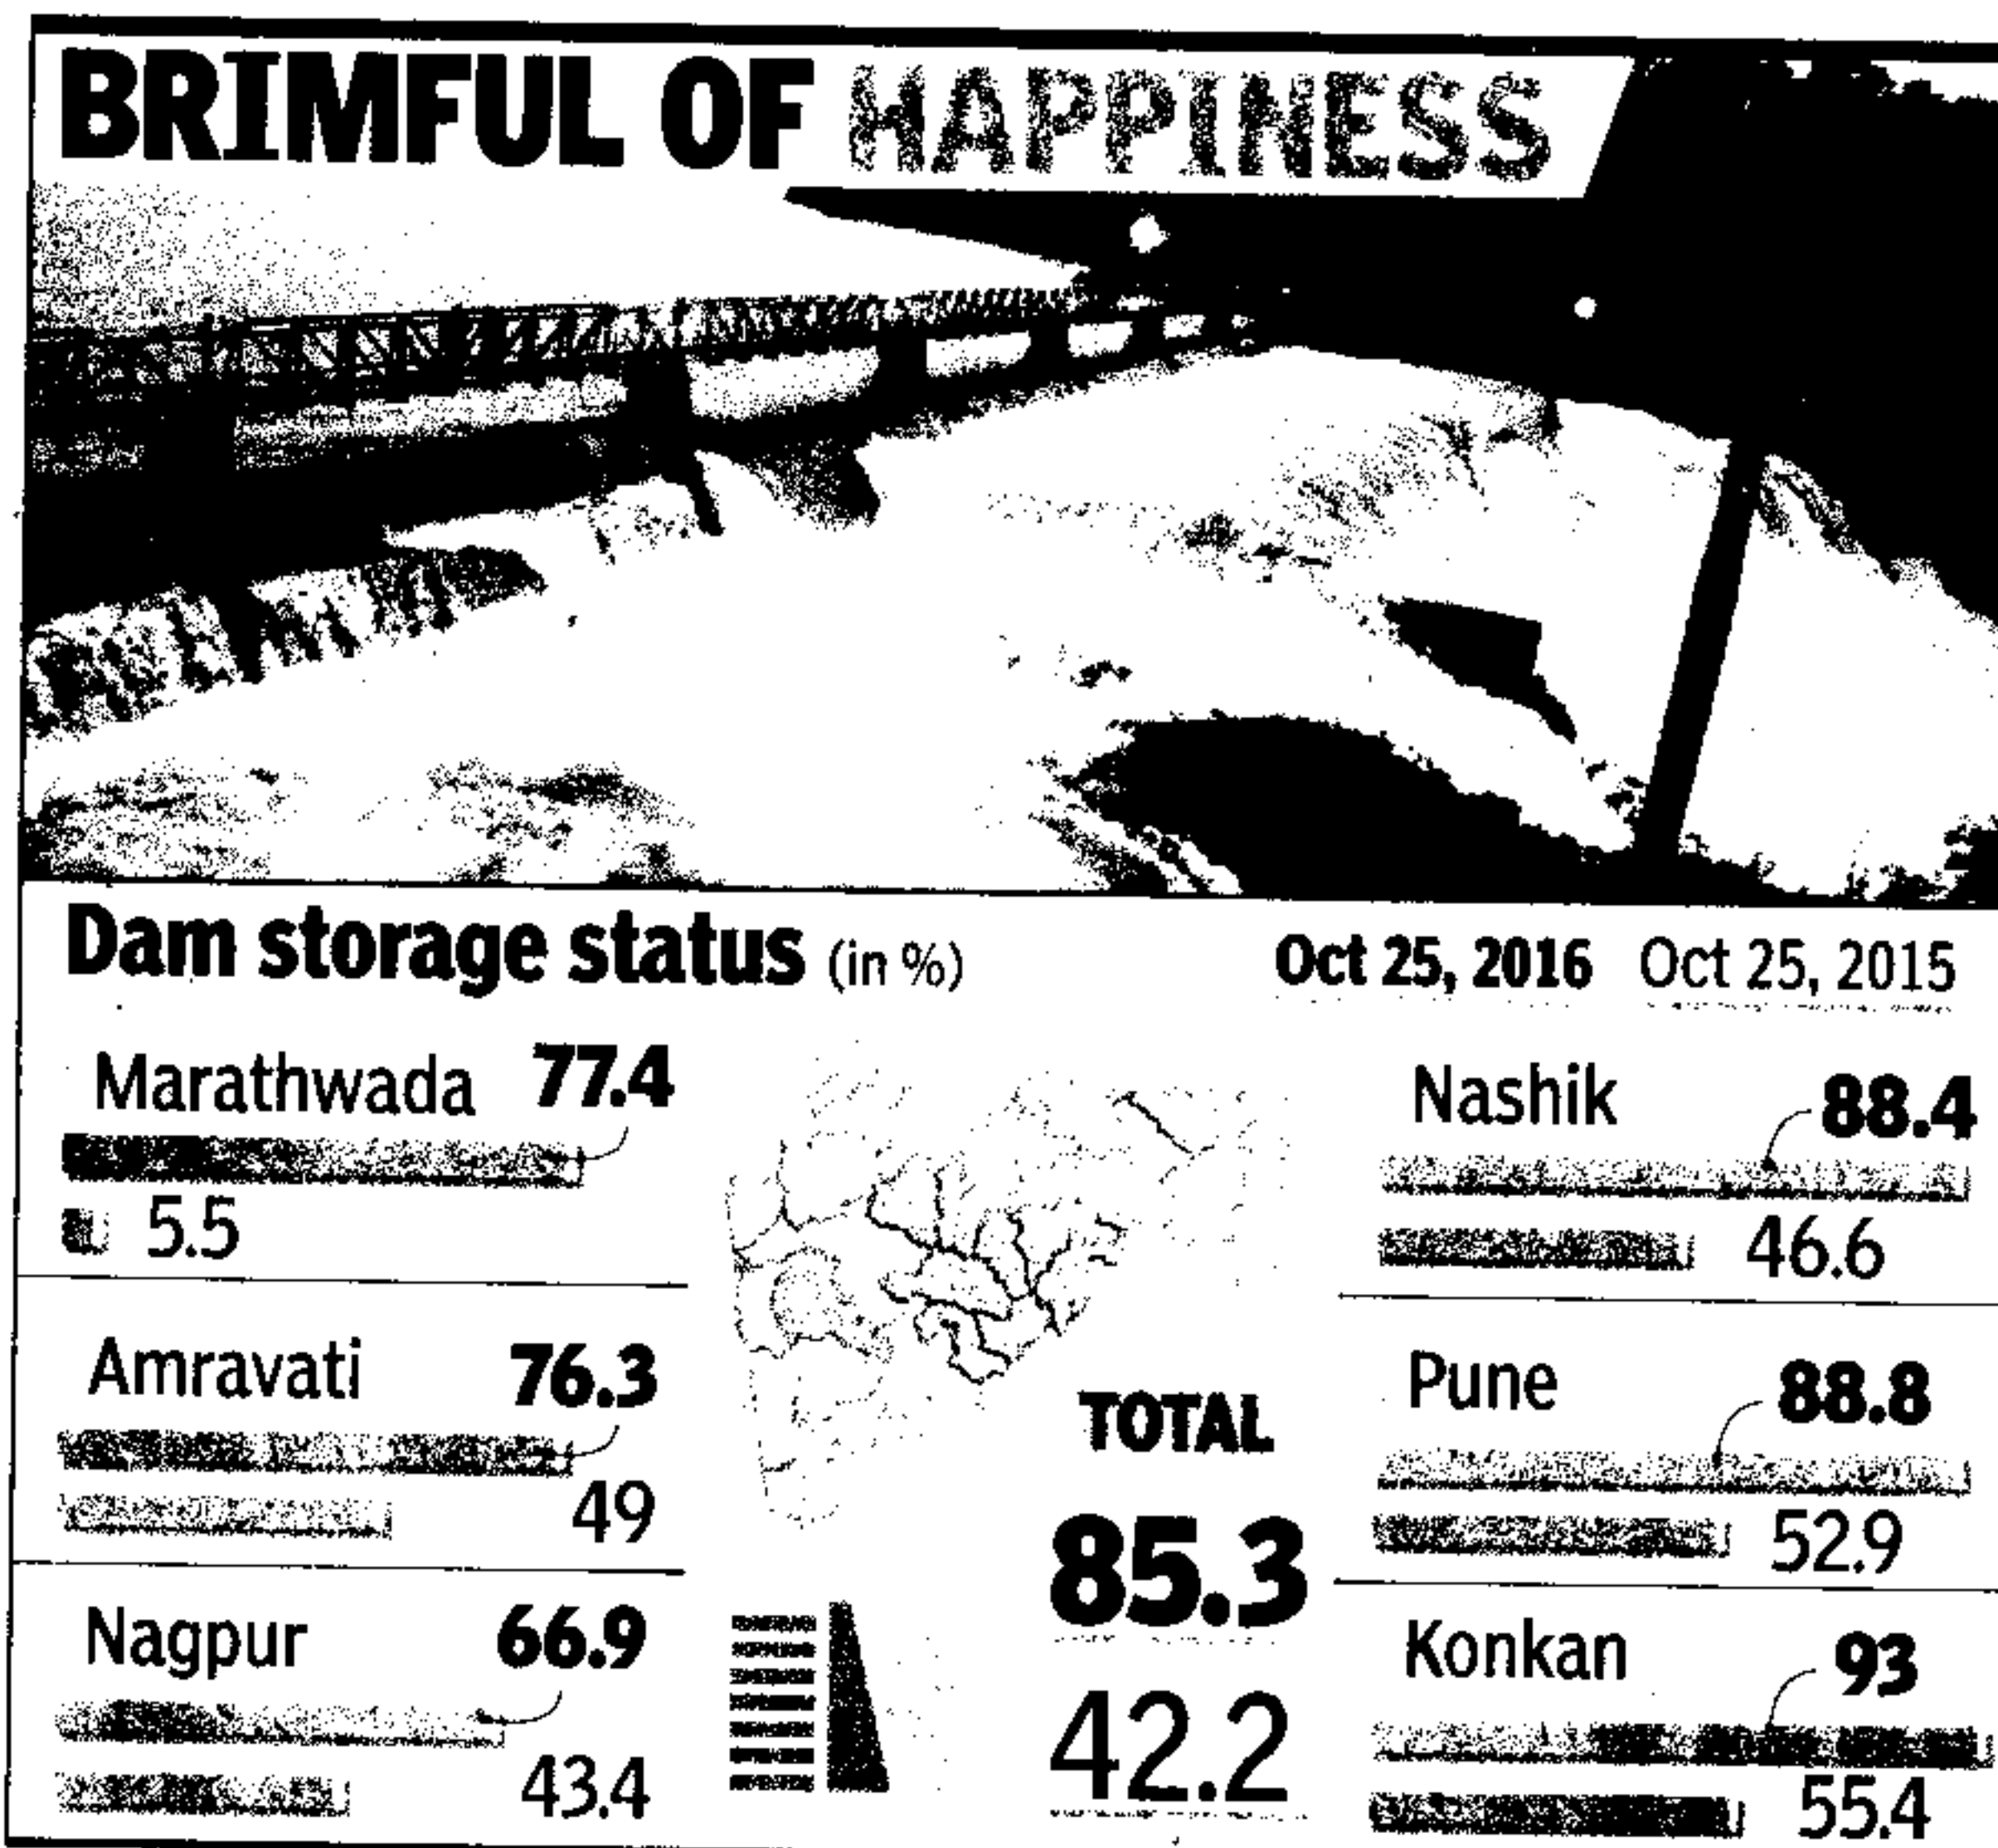 BRIMFUL OF HAPPINESS
Dam storage status (in %)
Oct 25, 2016 Oct 25, 2015
Marathwada 77.4
5.5
Amravati 76.3
49
Nagpur 66.9
43.4
TOTAL
85.3
42.2
Nashik 88.4
46.6
Pune 88.8
52.9
Konkan 93
55.4